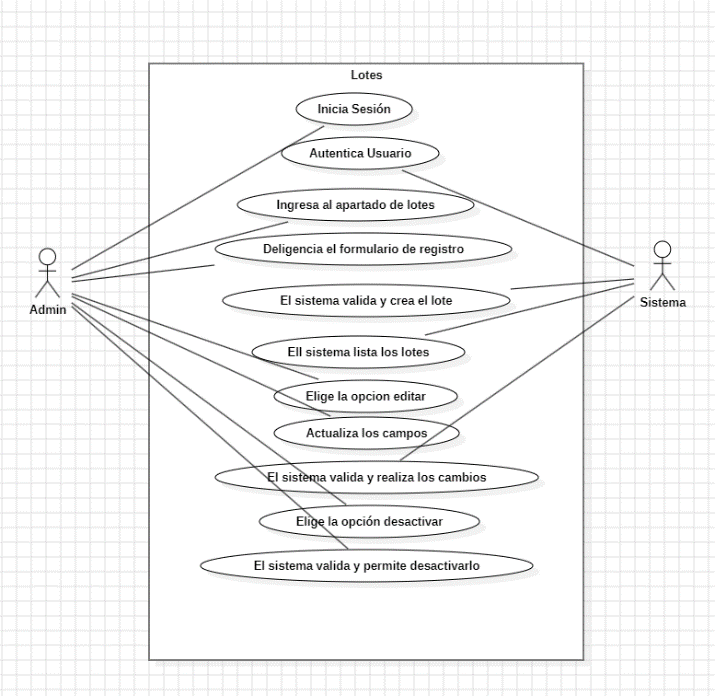 Lotes
Inicia Sesión
Autentica Usuario
Ingresa al apartado de lotes
Deligencia el formulario de registro
El sistema valida y crea el lote
Admin
Sistema
Ell sistema lista los lotes
Elige la opcion editar
Actualiza los campos
El sistema valida y realiza los cambios
Elige la opción desactivar
El sistema valida y permite desactivarlo